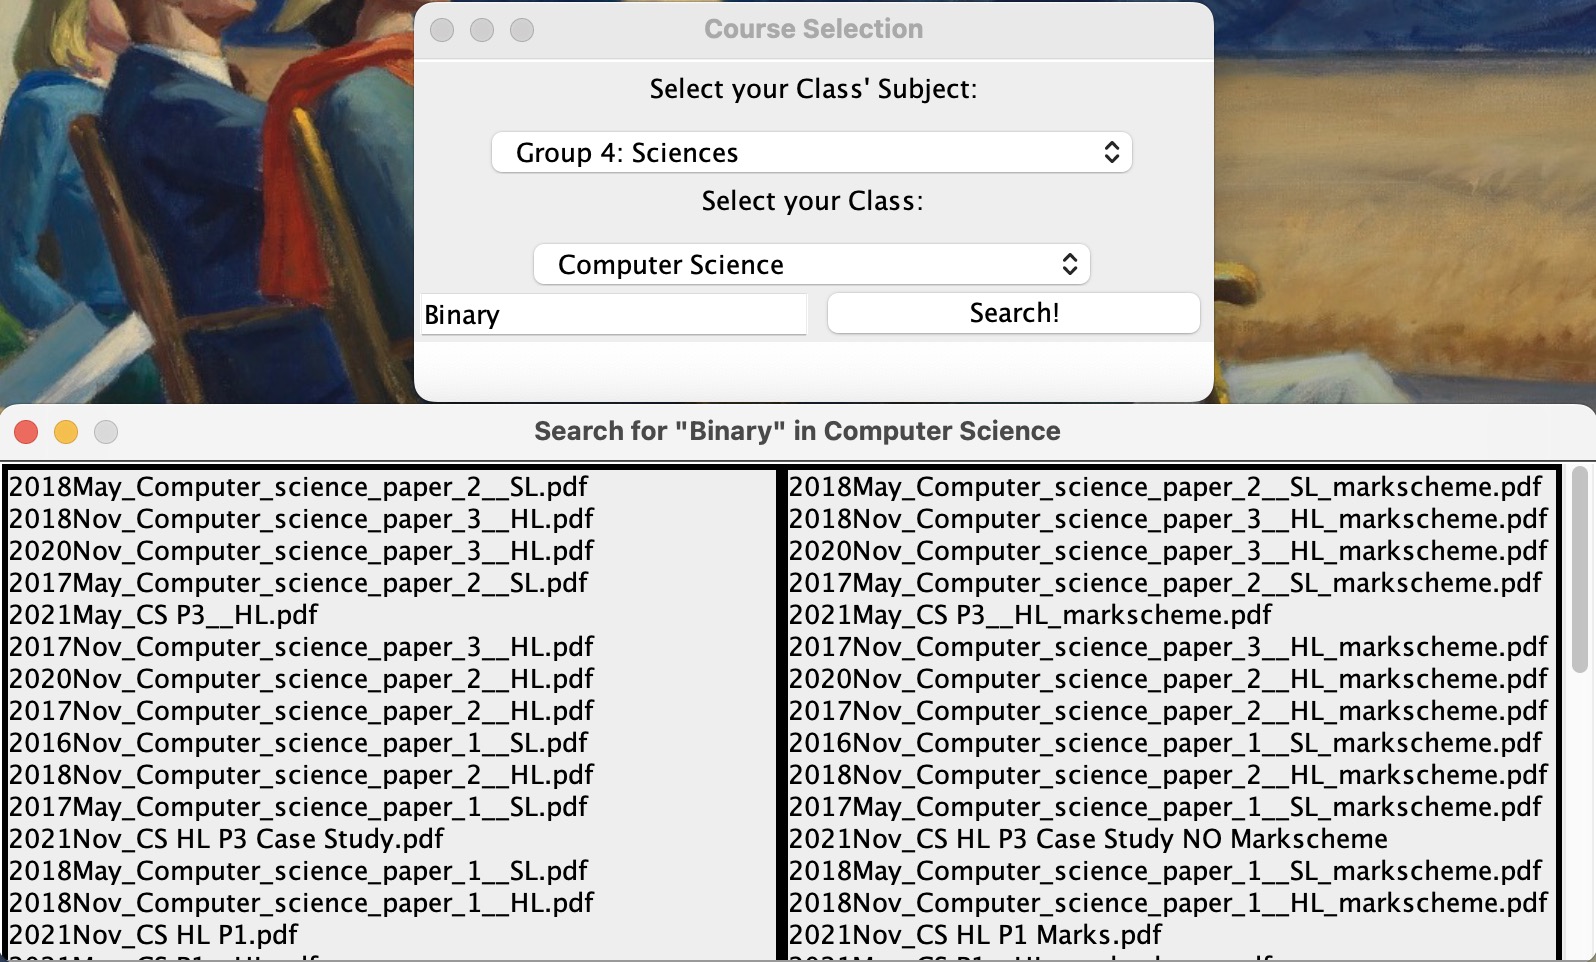 Course Selection
Select your Class' Subject:
Group 4: Sciences
Select your Class:
Computer Science
Binary Search!
Search for "Binary" in Computer Science
2018May_Computer_science_paper_2__SL.pdf 2018May_Computer_science_paper_2__SL_markscheme.pdf
2018Nov_Computer_science_paper_3__HL.pdf 2018Nov_Computer_science_paper_3__HL_markscheme.pdf
2020Nov_Computer_science_paper_3__HL.pdf 2020Nov_Computer_science_paper_3__HL_markscheme.pdf
2017May_Computer_science_paper_2__SL.pdf 2017May_Computer_science_paper_2__SL_markscheme.pdf
2021May_CS P3__HL.pdf 2021May_CS P3__HL_markscheme.pdf
2017Nov_Computer_science_paper_3__HL.pdf 2017Nov_Computer_science_paper_3__HL_markscheme.pdf
2020Nov_Computer_science_paper_2__HL.pdf 2020Nov_Computer_science_paper_2__HL_markscheme.pdf
2017Nov_Computer_science_paper_2__HL.pdf 2017Nov_Computer_science_paper_2__HL_markscheme.pdf
2016Nov_Computer_science_paper_1__SL.pdf 2016Nov_Computer_science_paper_1__SL_markscheme.pdf
2018Nov_Computer_science_paper_2__HL.pdf 2018Nov_Computer_science_paper_2__HL_markscheme.pdf
2017May_Computer_science_paper_1__SL.pdf 2017May_Computer_science_paper_1__SL_markscheme.pdf
2021Nov_CS HL P3 Case Study.pdf 2021Nov_CS HL P3 Case Study NO Markscheme
2018May_Computer_science_paper_1__SL.pdf 2018May_Computer_science_paper_1__SL_markscheme.pdf
2018Nov_Computer_science_paper_1__HL.pdf 2018Nov_Computer_science_paper_1__HL_markscheme.pdf
2021Nov_CS HL P1.pdf 2021Nov_CS HL P1 Marks.pdf